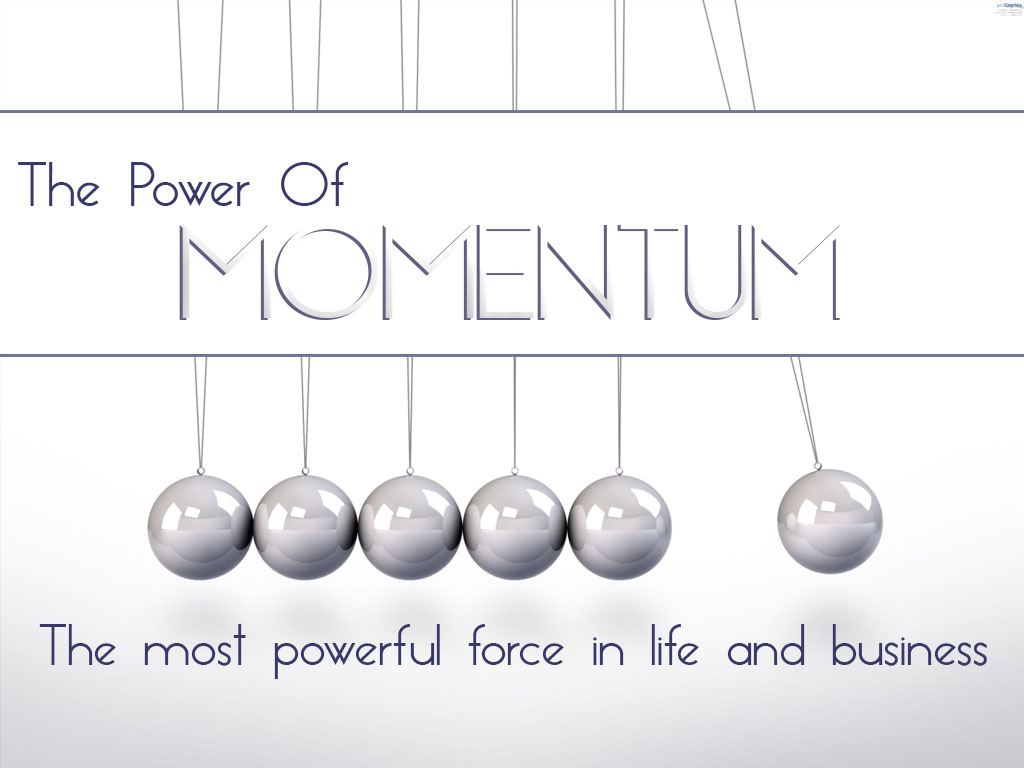 The Power Of
MOMENTUM
The most powerful force in life and business